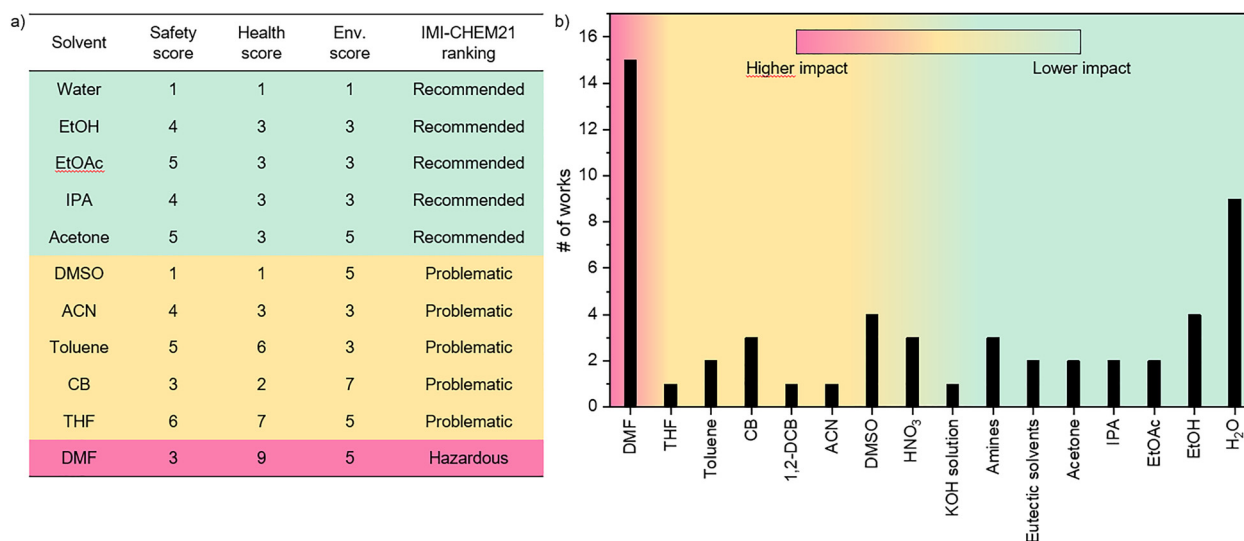 a)
Solvent Safety score Health score Env. score IMI-CHEM21 ranking
Water 1 1 1 Recommended
EtOH 4 3 3 Recommended
EtOAc 5 3 3 Recommended
IPA 4 3 3 Recommended
Acetone 5 3 5 Recommended
DMSO 1 1 5 Problematic
ACN 4 3 3 Problematic
Toluene 5 6 3 Problematic
CB 3 2 7 Problematic
THF 6 7 5 Problematic
DMF 3 9 5 Hazardous
b)
Higher impact Lower impact
# of works
16
14
12
10
8
6
4
2
0
DMF
THF
Toluene
CB
1,2-DCB
ACN
DMSO
HNO₃
KOH solution
Amines
Eutectic solvents
Acetone
IPA
EtOAc
EtOH
H₂O